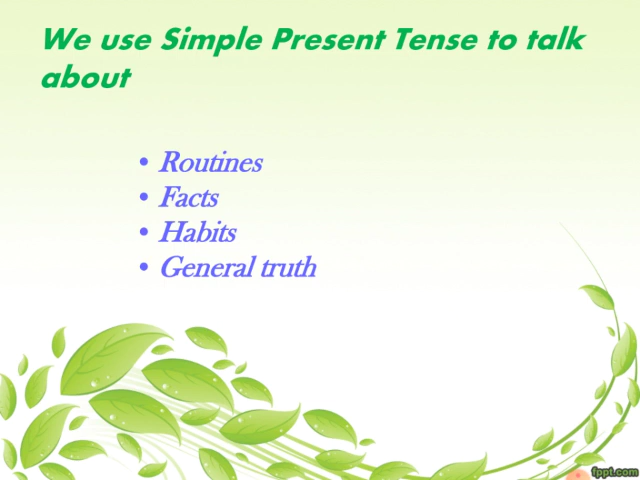 We use Simple Present Tense to talk
about
• Routines
• Facts
• Habits
• General truth
fppt.com